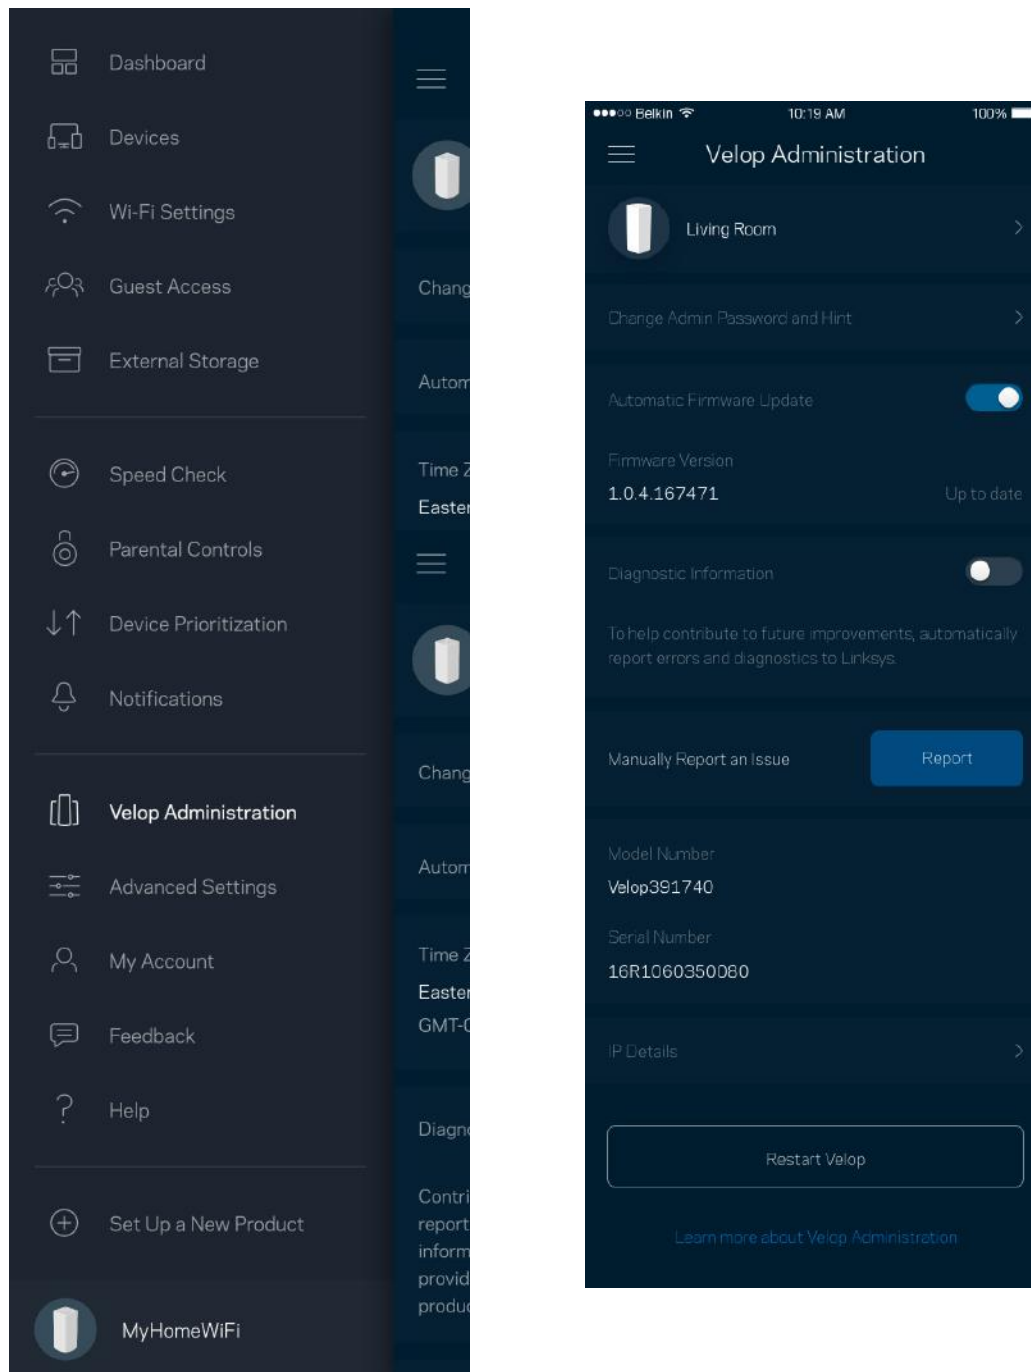 Dashboard
Devices
Wi-Fi Settings
Guest Access
External Storage
Speed Check
Parental Controls
Device Prioritization
Notifications
Velop Administration
Advanced Settings
My Account
Feedback
Help
Set Up a New Product
MyHomeWiFi
Chang
Autom
Time Z
Easter
Chang
Autom
Time Z
Easter
GMT-0
Diagno
Contri
report
inform
provid
produc
Belkin 10:19 AM 100%
Velop Administration
Living Room
Change Admin Password and Hint
Automatic Firmware Update
Firmware Version
1.0.4.167471 Up to date
Diagnostic Information
To help contribute to future improvements, automatically
report errors and diagnostics to Linksys.
Manually Report an Issue Report
Model Number
Velop391740
Serial Number
16R1060350080
IP Details
Restart Velop
Learn more about Velop Administration